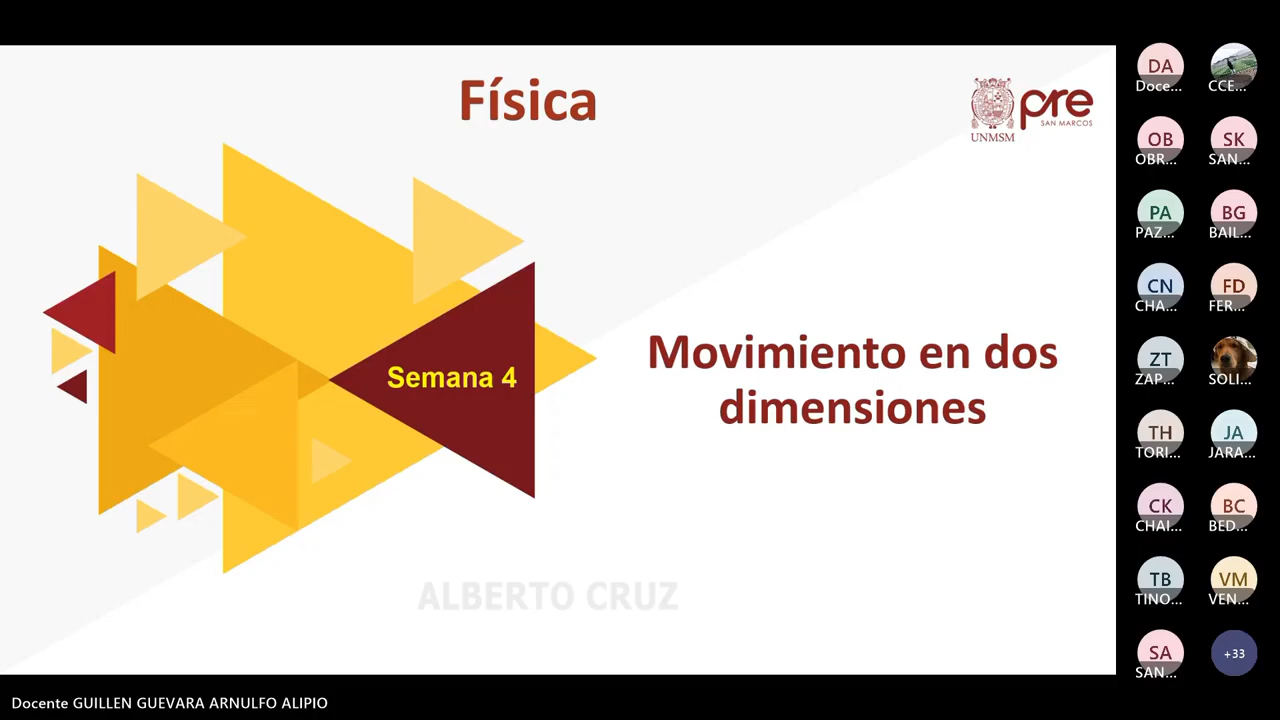 Física
UNMSM
pre
SAN MARCOS
Semana 4
Movimiento en dos
dimensiones
ALBERTO CRUZ
DA
Doce...
CCE...
OB
OBR...
SK
SAN...
PA
PAZ...
BG
BAIL...
CN
CHA...
FD
FER...
ZT
ZAP...
SOLI...
TH
TORI...
JA
JARA...
CK
CHAI...
BC
BED...
TB
TINO...
VM
VEN...
SA
SAN...
+33
Docente GUILLEN GUEVARA ARNULFO ALIPIO